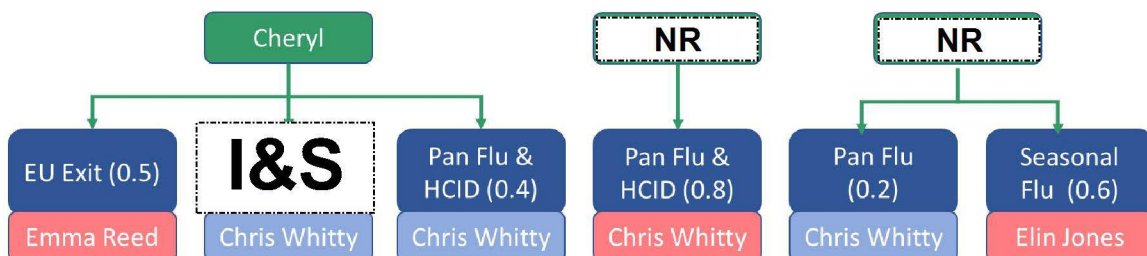 Cheryl
NR
NR
EU Exit (0.5)
I&S
Pan Flu &
HCID (0.4)
Pan Flu &
HCID (0.8)
Pan Flu
(0.2)
Seasonal
Flu (0.6)
Emma Reed
Chris Whitty
Chris Whitty
Chris Whitty
Chris Whitty
Elin Jones